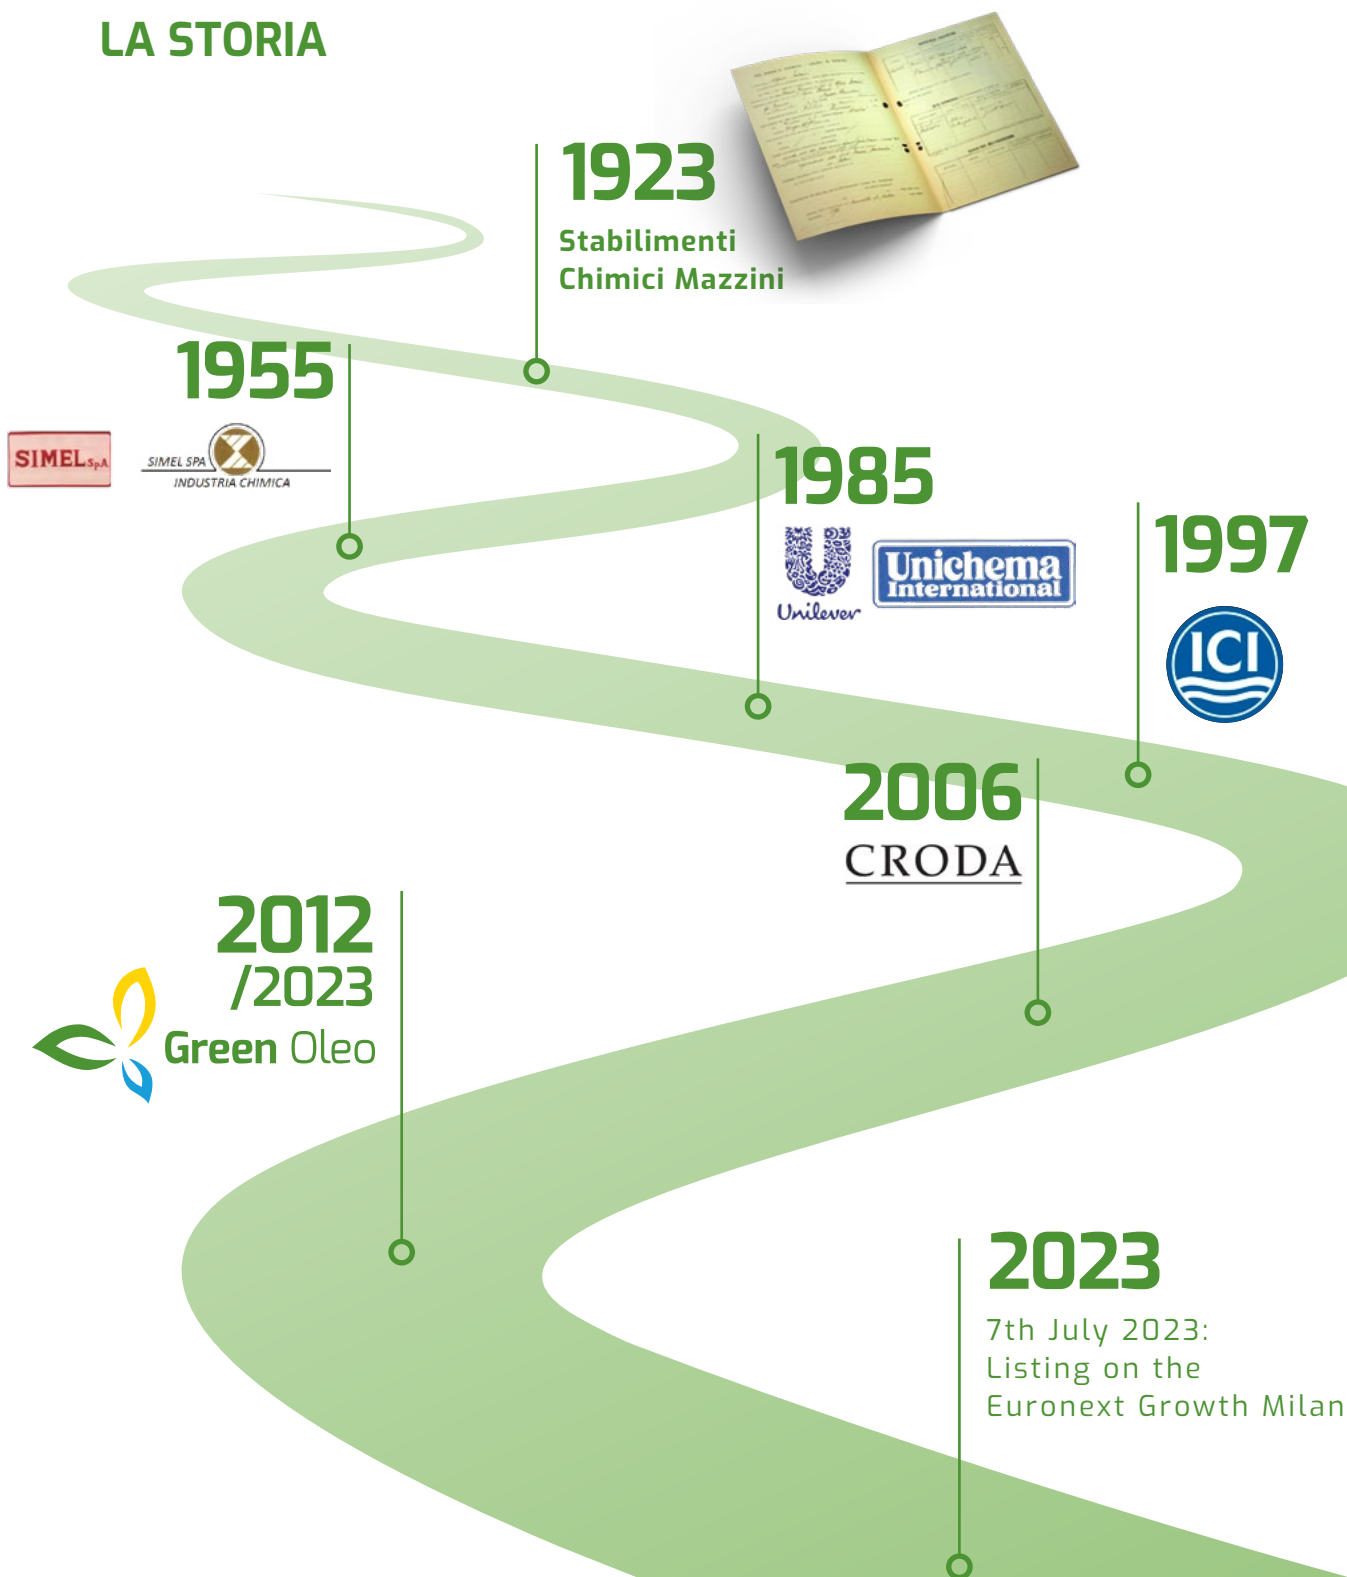 LA STORIA
1923
Stabilimenti
Chimici Mazzini
1955
SIMEL S.p.A
SIMEL SPA
INDUSTRIA CHIMICA
1985
Unilever
Unichema
International
1997
ICI
2006
CRODA
2012
/2023
Green Oleo
2023
7th July 2023:
Listing on the
Euronext Growth Milan